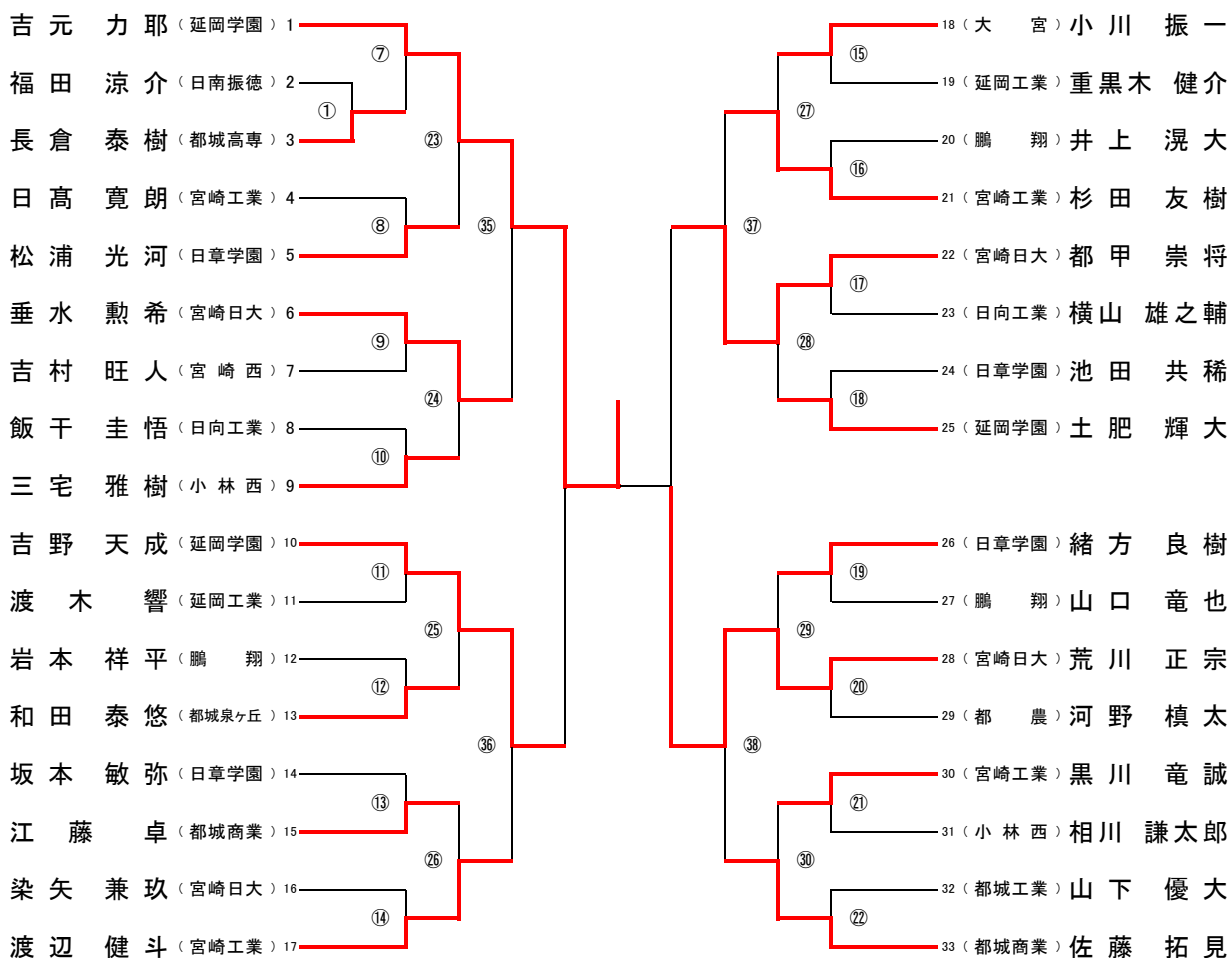 吉元 力耶 (延岡学園) 1
福田 涼介 (日南振徳) 2
長倉 泰樹 (都城高専) 3
日髙 寛朗 (宮崎工業) 4
松浦 光河 (日章学園) 5
垂水 勲希 (宮崎日大) 6
吉村 旺人 (宮崎西) 7
飯干 圭悟 (日向工業) 8
三宅 雅樹 (小林西) 9
吉野 天成 (延岡学園) 10
渡木 響 (延岡工業) 11
岩本 祥平 (鵬翔) 12
和田 泰悠 (都城泉ヶ丘) 13
坂本 敏弥 (日章学園) 14
江藤 卓 (都城商業) 15
染矢 兼玖 (宮崎日大) 16
渡辺 健斗 (宮崎工業) 17
①
⑦
⑧
⑨
⑩
⑪
⑫
⑬
⑭
㉓
㉔
㉕
㉖
㉟
㊱
㊲
㊳
㉗
㉘
㉙
㉚
⑮
⑯
⑰
⑱
⑲
⑳
㉑
㉒
18 (大宮) 小川 振一
19 (延岡工業) 重黒木 健介
20 (鵬翔) 井上 滉大
21 (宮崎工業) 杉田 友樹
22 (宮崎日大) 都甲 崇将
23 (日向工業) 横山 雄之輔
24 (日章学園) 池田 共稀
25 (延岡学園) 土肥 輝大
26 (日章学園) 緒方 良樹
27 (鵬翔) 山口 竜也
28 (宮崎日大) 荒川 正宗
29 (都農) 河野 槙太
30 (宮崎工業) 黒川 竜誠
31 (小林西) 相川 謙太郎
32 (都城工業) 山下 優大
33 (都城商業) 佐藤 拓見